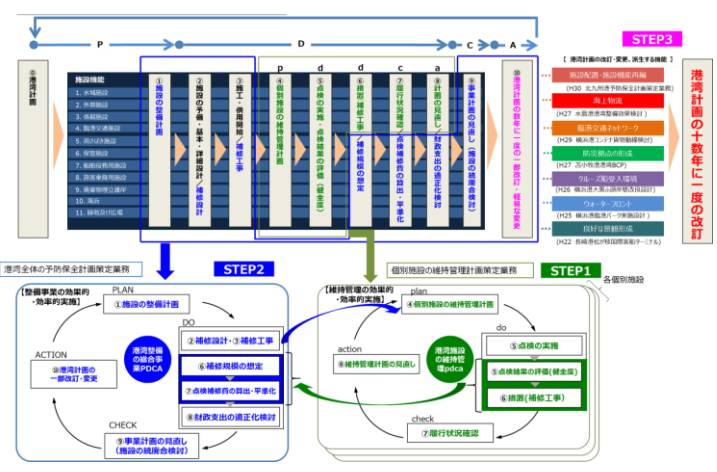 P
D
C
A
STEP3
【 港湾計画の改訂・変更、派生する機能 】
⓪港湾計画
施設機能
1. 水域施設
2. 外郭施設
3. 係留施設
4. 臨港交通施設
5. 荷さばき施設
6. 保管施設
7. 船舶役務用施設
8. 旅客乗降用施設
9. 廃棄物埋立護岸
10. 海浜
11. 緑地及び広場
①施設の整備計画
②施設の予備・基本・詳細設計/補修設計
③施工・供用開始/補修工事
p
④個別施設の維持管理計画
d
⑤点検の実施・点検結果の評価(健全度)
d
⑥措置(補修工事)/補修規模の想定
c
⑦履行状況確認/点検補修費の算出・平準化
a
⑧計画の見直し/財政支出の適正化検討
⑨事業計画の見直し(施設の統廃合検討)
⑩港湾計画の数年に一度の一部改訂・軽易な変更
施設配置・施設機能再編
(H30 北九州港予防保全計画策定業務)
海上物流
(H27 水島港港湾整備効果検討)
臨港交通ネットワーク
(H29 横浜港コンテナ貨物動線検討)
防災拠点の形成
(H27 苫小牧港港湾BCP)
クルーズ船受入環境
(H26 横浜港大黒ふ頭岸壁改良設計)
ウォーターフロント
(H25 横浜港臨港パーク実施設計)
良好な景観形成
(H22 長崎港松が枝国際客船ターミナル)
港湾計画の十数年に一度の改訂
港湾全体の予防保全計画策定業務
STEP2
【整備事業の効果的・効率的実施】
PLAN
①施設の整備計画
DO
②補修設計・③補修工事
⑥補修規模の想定
⑦点検補修費の算出・平準化
⑧財政支出の適正化検討
港湾整備の総合事業PDCA
ACTION
⑩港湾計画の一部改訂・変更
CHECK
⑨事業計画の見直し
(施設の統廃合検討)
個別施設の維持管理計画策定業務
STEP1
各個別施設
【維持管理の効果的・効率的実施】
plan
④個別施設の維持管理計画
do
⑤点検の実施
⑤点検結果の評価(健全度)
⑥措置(補修工事)
港湾施設の維持管理pdca
action
⑧維持管理計画の見直し
check
⑦履行状況確認